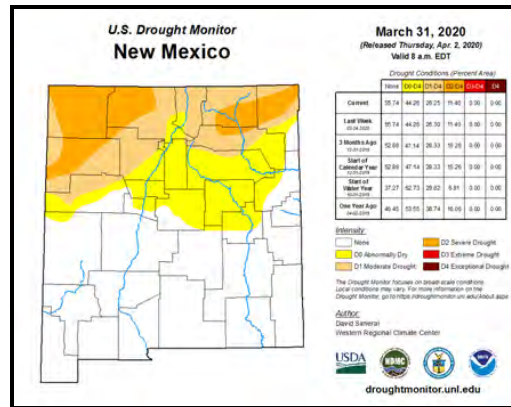 U.S. Drought Monitor
New Mexico
March 31, 2020
(Released Thursday, Apr. 2, 2020)
Valid 8 a.m. EDT
Drought Conditions (Percent Area)
None D0-D4 D1-D4 D2-D4 D3-D4 D4
Current 55.74 44.26 26.25 11.40 0.00 0.00
Last Week 55.74 44.26 26.30 11.40 0.00 0.00
3 Months Ago 52.86 47.14 38.33 15.26 0.00 0.00
Start of
Calendar Year 52.86 47.14 38.33 15.26 0.00 0.00
Start of
Water Year 37.27 62.73 29.82 0.00 0.00
One Year Ago 46.45 53.55 38.74 0.00 0.00
Intensity:
None
D0 Abnormally Dry
D1 Moderate Drought
D2 Severe Drought
D3 Extreme Drought
D4 Exceptional Drought
The Drought Monitor focuses on broad-scale conditions.
Local conditions may vary. For more information on the
Drought Monitor, go to https://droughtmonitor.unl.edu/About.aspx
Author:
David Simeral
Western Regional Climate Center
USDA
NDMC
droughtmonitor.unl.edu